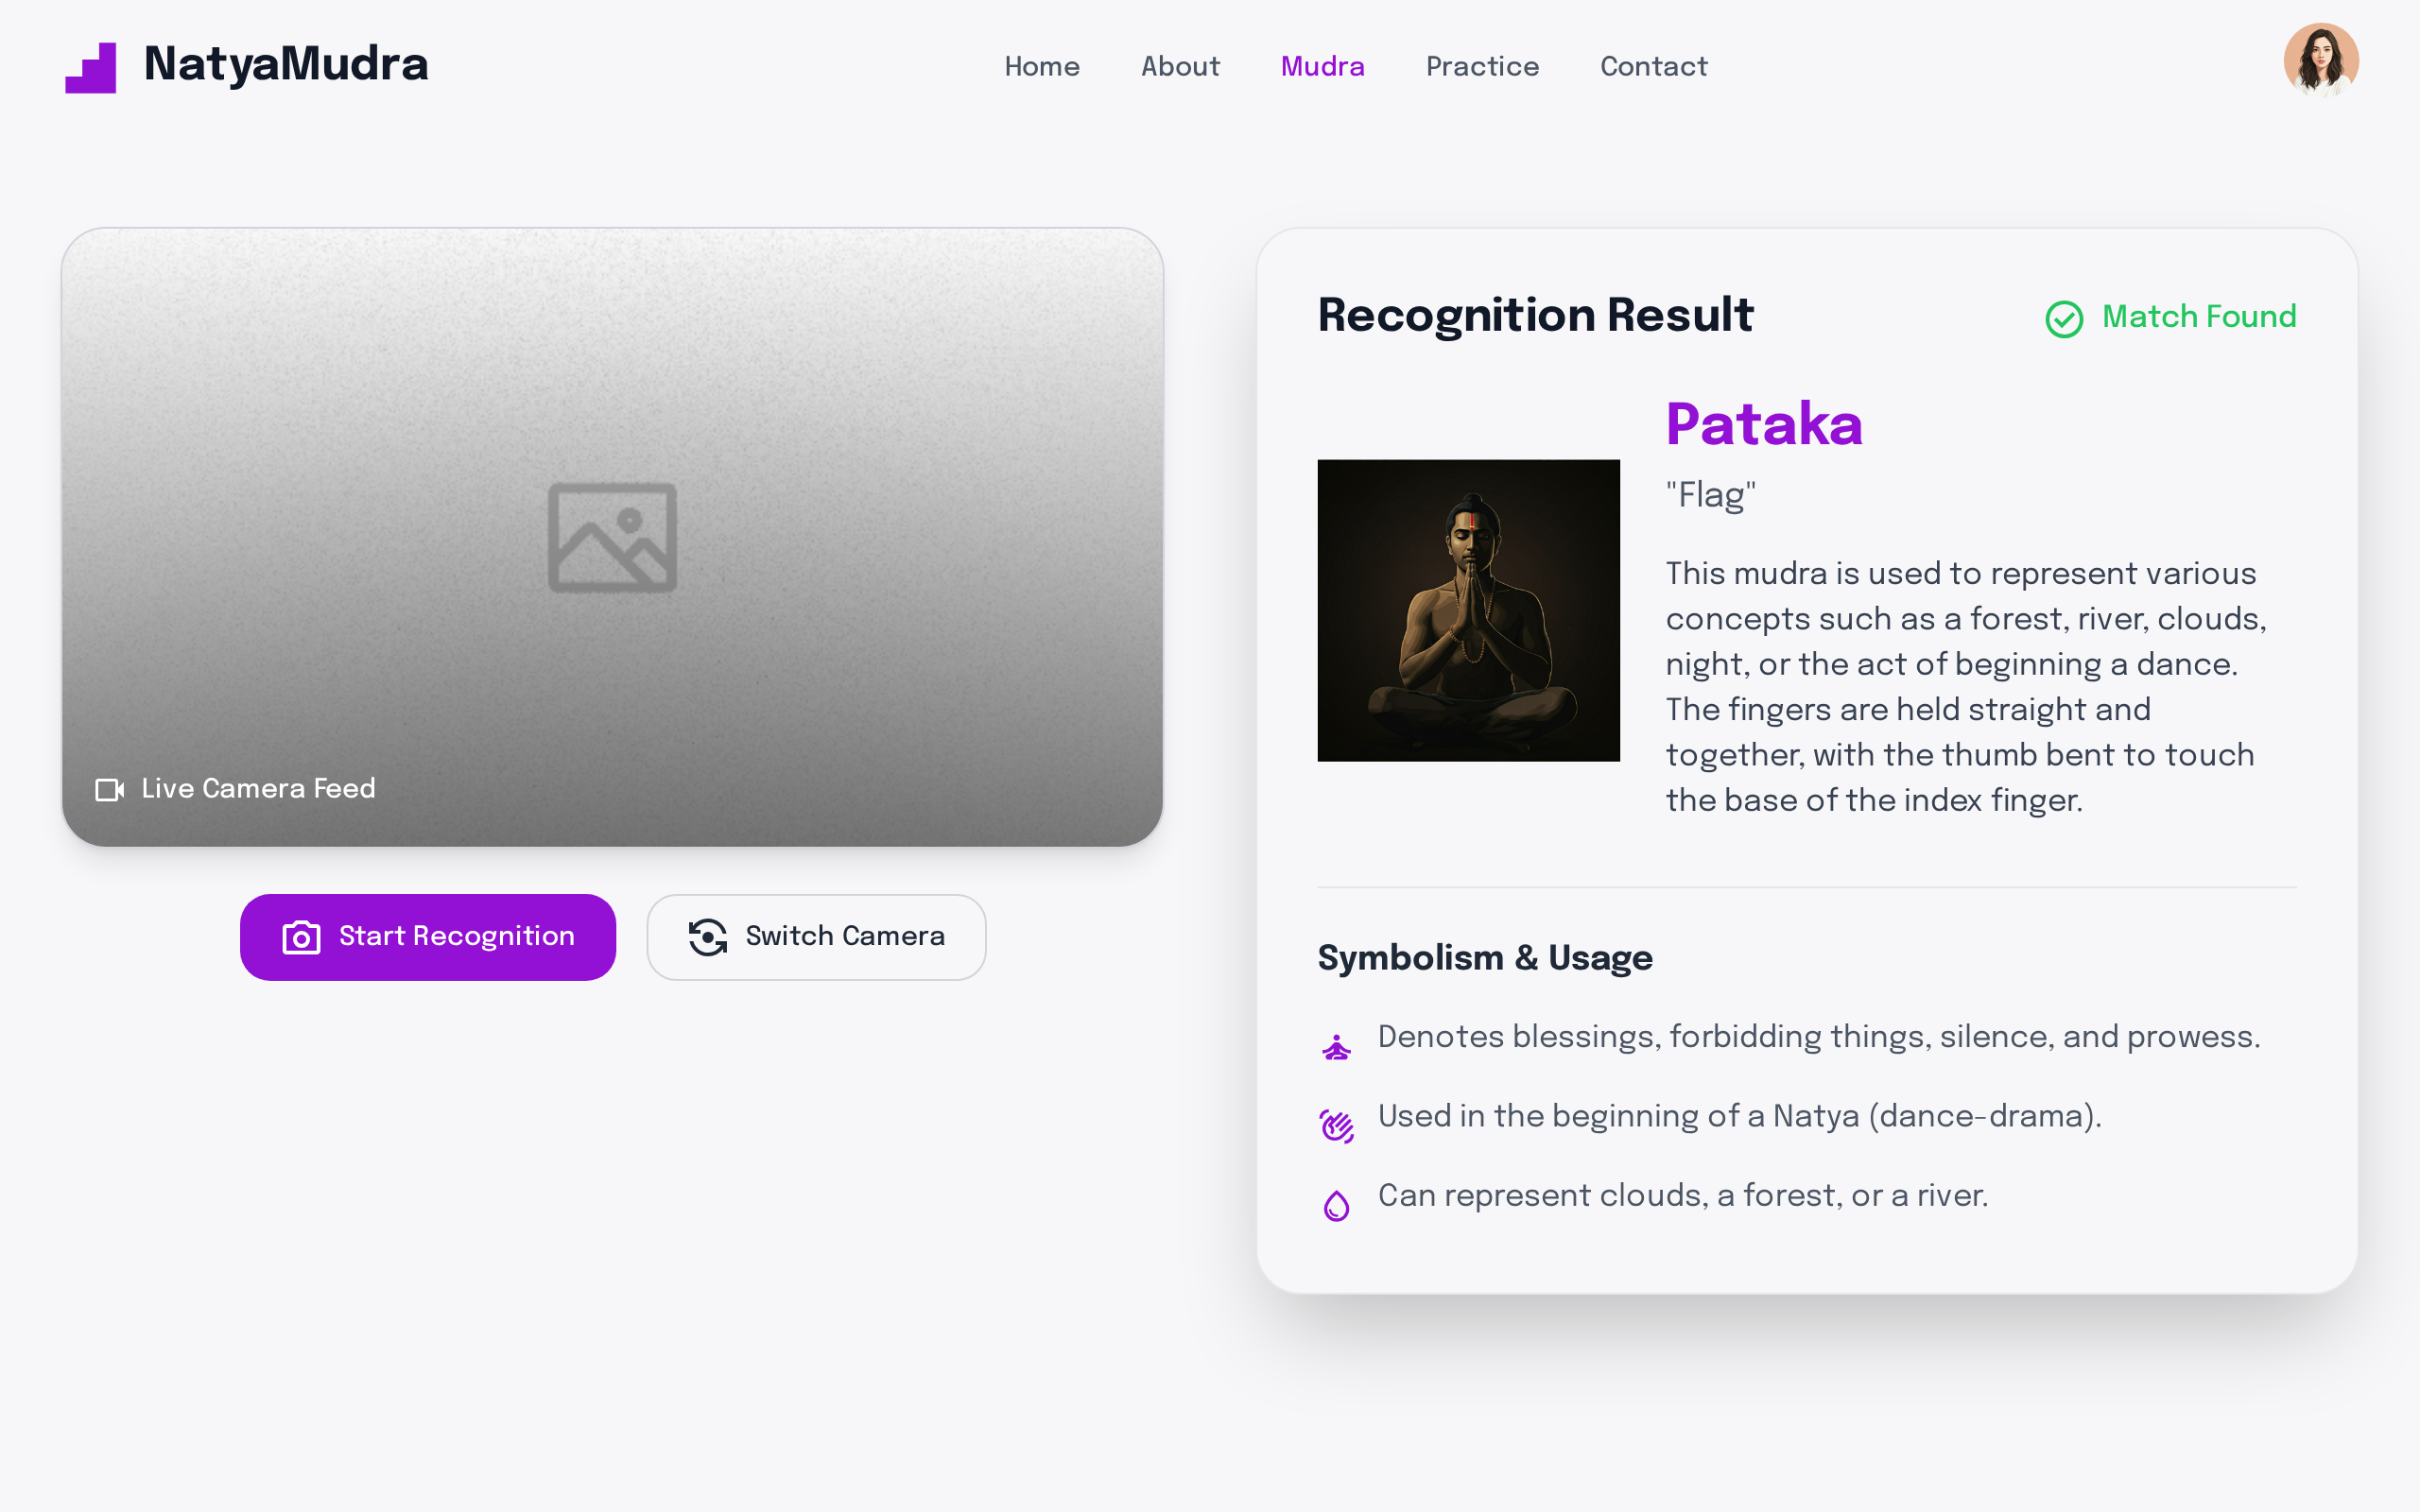 NatyaMudra
Home
About
Mudra
Practice
Contact
Live Camera Feed
Start Recognition
Switch Camera
Recognition Result
Match Found
Pataka
"Flag"
This mudra is used to represent various
concepts such as a forest, river, clouds,
night, or the act of beginning a dance.
The fingers are held straight and
together, with the thumb bent to touch
the base of the index finger.
Symbolism & Usage
Denotes blessings, forbidding things, silence, and prowess.
Used in the beginning of a Natya (dance-drama).
Can represent clouds, a forest, or a river.